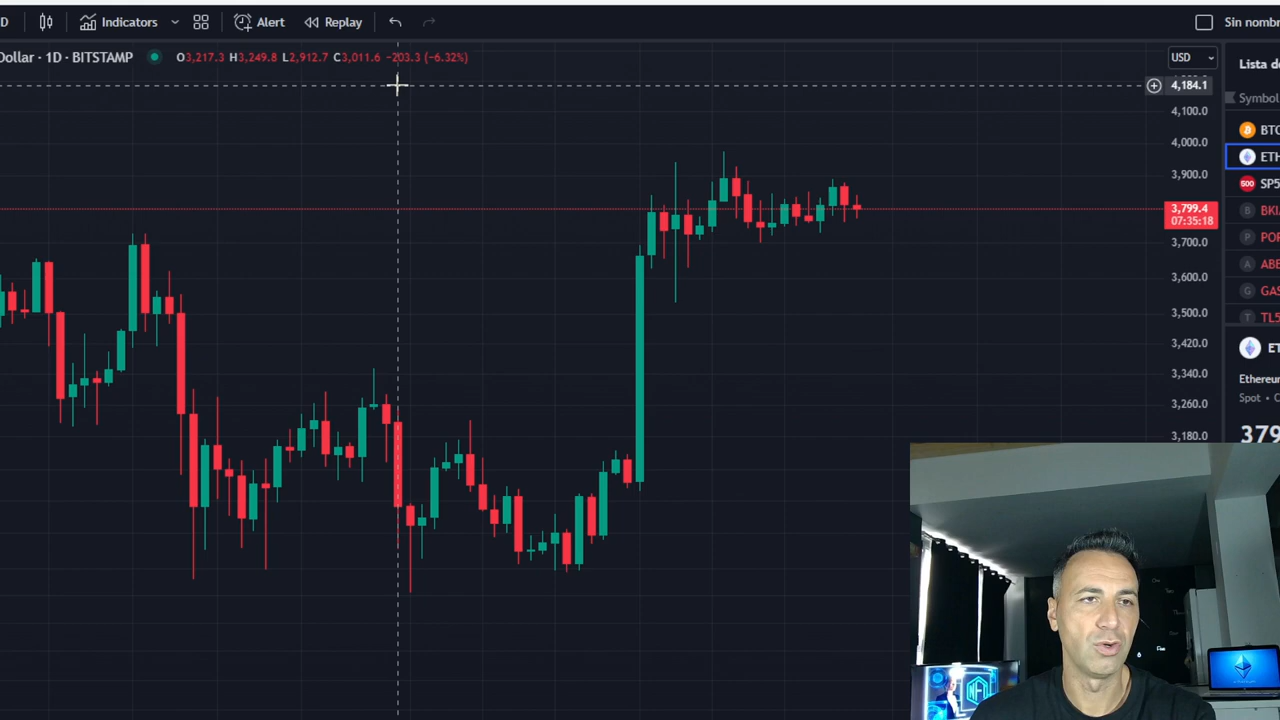 D Indicators Alert Replay Sin nombr
Dollar · 1D · BITSTAMP O3,217.3 H3,249.8 L2,912.7 C3,011.6 −203.3 (−6.32%) USD
Lista de
4,184.1
Symbol
4,100.0
BTC
4,000.0
ETH
3,900.0
SP5
3,799.4
07:35:18
BKI
3,700.0
POP
ABE
3,600.0
GAS
3,500.0
TL5
3,420.0
ET
3,340.0
Ethereum
Spot • C
3,260.0
3,180.0
379